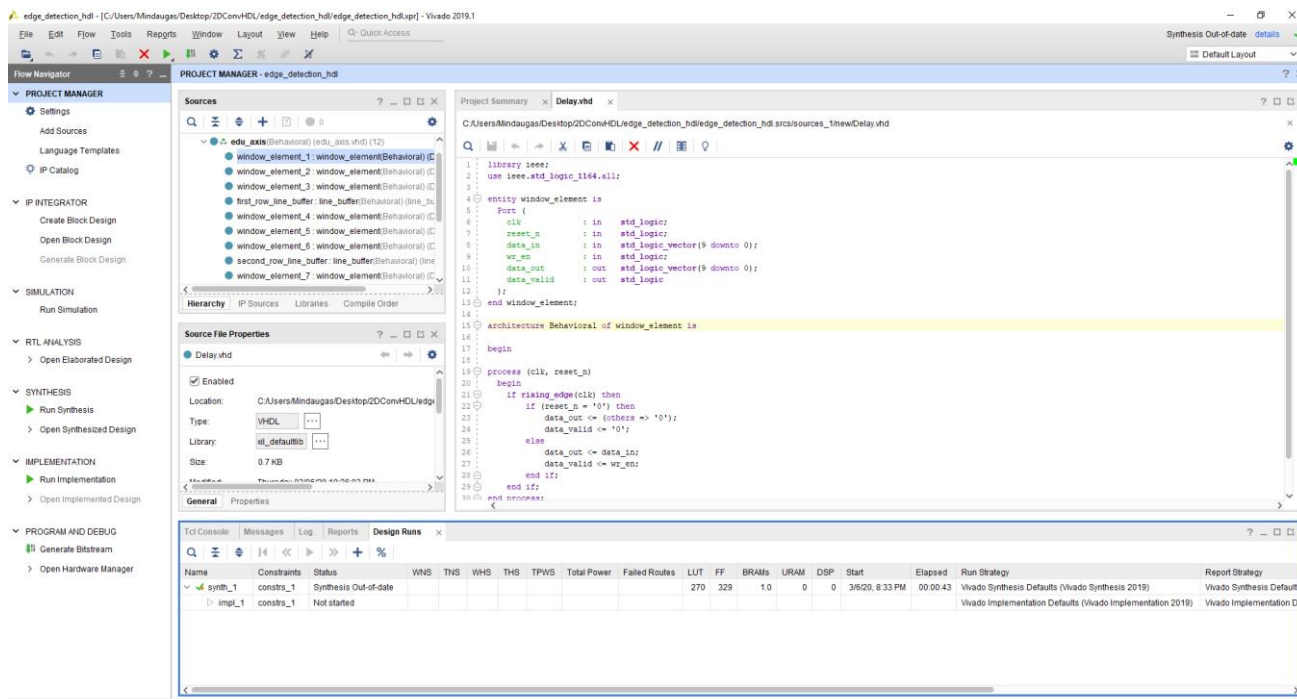 edge_detection_hdl - [C:/Users/Mindaugas/Desktop/2DConvHDL/edge_detection_hdl/edge_detection_hdl.xpr] - Vivado 2019.1
File Edit Flow Tools Reports Window Layout View Help Quick Access
Synthesis Out-of-date details
Default Layout
Flow Navigator
PROJECT MANAGER
Settings
Add Sources
Language Templates
IP Catalog
IP INTEGRATOR
Create Block Design
Open Block Design
Generate Block Design
SIMULATION
Run Simulation
RTL ANALYSIS
Open Elaborated Design
SYNTHESIS
Run Synthesis
Open Synthesized Design
IMPLEMENTATION
Run Implementation
Open Implemented Design
PROGRAM AND DEBUG
Generate Bitstream
Open Hardware Manager
PROJECT MANAGER - edge_detection_hdl
Sources
0
edu_axis(Behavioral) (edu_axis.vhd) (12)
window_element_1 : window_element(Behavioral) (D
window_element_2 : window_element(Behavioral) (D
window_element_3 : window_element(Behavioral) (D
first_row_line_buffer : line_buffer(Behavioral) (line_bu
window_element_4 : window_element(Behavioral) (D
window_element_5 : window_element(Behavioral) (D
window_element_6 : window_element(Behavioral) (D
second_row_line_buffer : line_buffer(Behavioral) (line
window_element_7 : window_element(Behavioral) (D
Hierarchy IP Sources Libraries Compile Order
Source File Properties
Delay.vhd
Enabled
Location: C:/Users/Mindaugas/Desktop/2DConvHDL/edge
Type: VHDL
Library: xil_defaultlib
Size: 0.7 KB
General Properties
Project Summary Delay.vhd
C:/Users/Mindaugas/Desktop/2DConvHDL/edge_detection_hdl/edge_detection_hdl.srcs/sources_1/new/Delay.vhd
1 library ieee;
2 use ieee.std_logic_1164.all;
3
4 entity window_element is
5 Port (
6 clk : in std_logic;
7 reset_n : in std_logic;
8 data_in : in std_logic_vector(9 downto 0);
9 wr_en : in std_logic;
10 data_out : out std_logic_vector(9 downto 0);
11 data_valid : out std_logic
12 );
13 end window_element;
14
15 architecture Behavioral of window_element is
16
17 begin
18
19 process (clk, reset_n)
20 begin
21 if rising_edge(clk) then
22 if (reset_n = '0') then
23 data_out <= (others => '0');
24 data_valid <= '0';
25 else
26 data_out <= data_in;
27 data_valid <= wr_en;
28 end if;
29 end if;
30 end process;
Tcl Console Messages Log Reports Design Runs
Name Constraints Status WNS TNS WHS THS TPWS Total Power Failed Routes LUT FF BRAMs URAM DSP Start Elapsed Run Strategy Report Strategy
synth_1 constrs_1 Synthesis Out-of-date 270 329 1.0 0 0 3/6/20, 8:33 PM 00:00:43 Vivado Synthesis Defaults (Vivado Synthesis 2019) Vivado Synthesis Default
impl_1 constrs_1 Not started Vivado Implementation Defaults (Vivado Implementation 2019) Vivado Implementation D